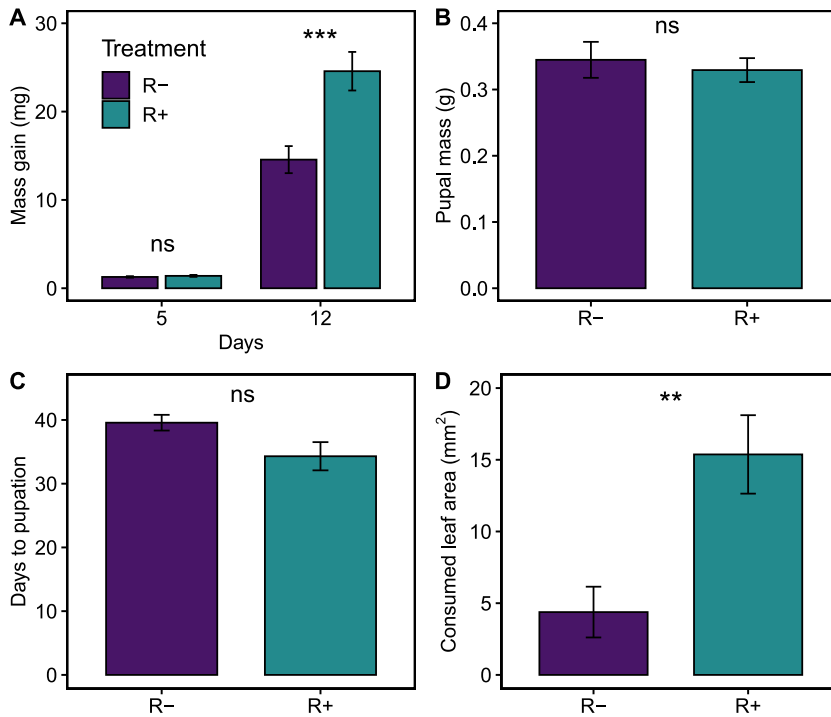 A
Mass gain (mg)
30
20
10
0
Treatment
R−
R+
ns
***
5
12
Days
B
Pupal mass (g)
0.4
0.3
0.2
0.1
0.0
ns
R−
R+
C
Days to pupation
40
30
20
10
0
ns
R−
R+
D
Consumed leaf area (mm²)
20
15
10
5
0
**
R−
R+